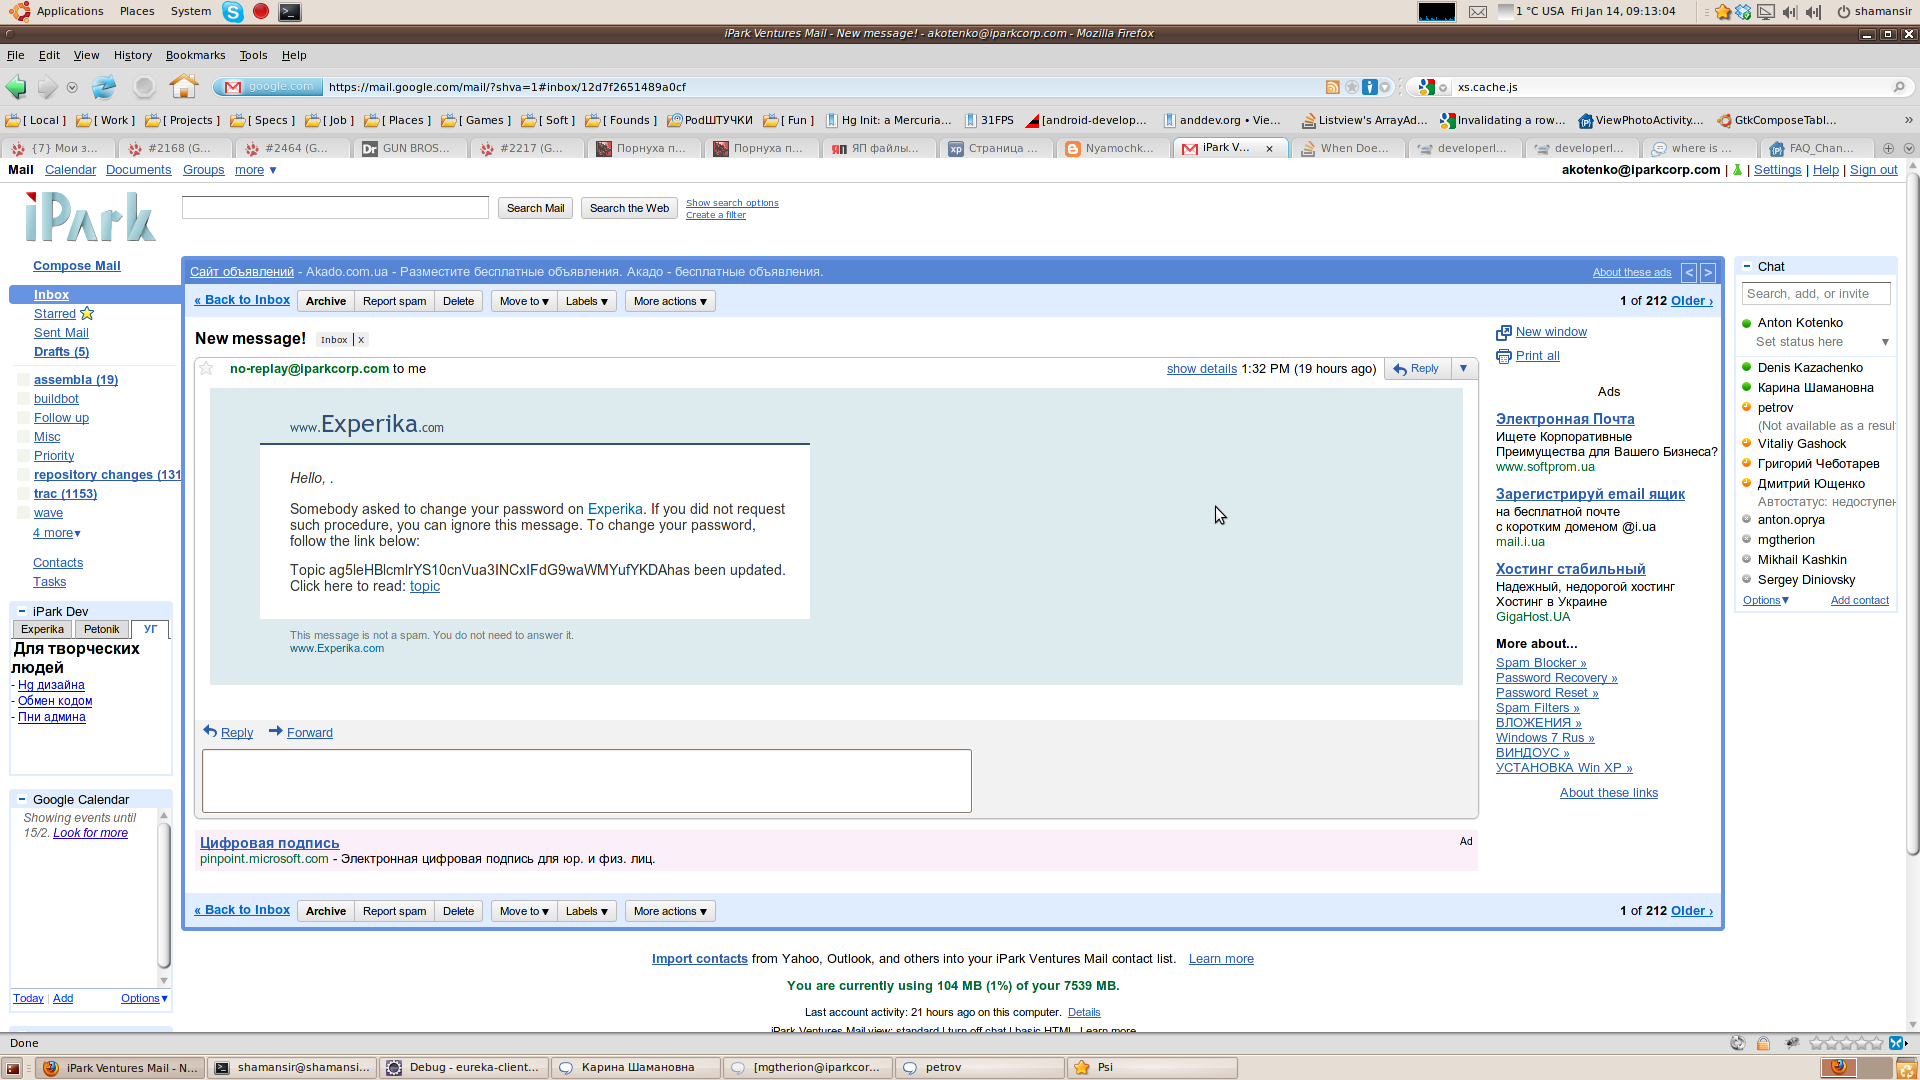 Applications Places System
1 °C USA Fri Jan 14, 09:13:04 shamansir
iPark Ventures Mail - New message! - akotenko@iparkcorp.com - Mozilla Firefox
File Edit View History Bookmarks Tools Help
google.com https://mail.google.com/mail/?shva=1#inbox/12d7f2651489a0cf xs.cache.js
[ Local ] [ Work ] [ Projects ] [ Specs ] [ Job ] [ Places ] [ Games ] [ Soft ] [ Founds ] РodШТУЧКИ [ Fun ] Hg Init: a Mercuria... 31FPS [android-develop... anddev.org • Vie... Listview's ArrayAd... Invalidating a row... ViewPhotoActivity.... GtkComposeTabl... »
{7} Мои з... #2168 (G... #2464 (G... GUN BROS... #2217 (G... Порнуха п... Порнуха п... ЯП файлы... Страница ... Nyamochk... iPark V... When Doe... developerl... developerl... where is ... FAQ_Chan...
Mail Calendar Documents Groups more ▼
akotenko@iparkcorp.com | | Settings | Help | Sign out
iPark
Search Mail Search the Web Show search options
Create a filter
Compose Mail
Inbox
Starred
Sent Mail
Drafts (5)
assembla (19)
buildbot
Follow up
Misc
Priority
repository changes (131
trac (1153)
wave
4 more▼
Contacts
Tasks
iPark Dev
Experika Petonik УГ
Для творческих
людей
- Hg дизайна
- Обмен кодом
- Пни админа
Google Calendar
Showing events until
15/2. Look for more
Today | Add Options▼
Сайт объявлений - Akado.com.ua - Разместите бесплатные объявления. Акадо - бесплатные объявления. About these ads < >
« Back to Inbox Archive Report spam Delete Move to ▼ Labels ▼ More actions ▼ 1 of 212 Older ›
New message! Inbox X
no-replay@iparkcorp.com to me show details 1:32 PM (19 hours ago) Reply ▼
www.Experika.com
Hello, .
Somebody asked to change your password on Experika. If you did not request
such procedure, you can ignore this message. To change your password,
follow the link below:
Topic ag5leHBlcmlrYS10cnVua3INCxIFdG9waWMYufYKDAhas been updated.
Click here to read: topic
This message is not a spam. You do not need to answer it.
www.Experika.com
Reply Forward
Цифровая подпись Ad
pinpoint.microsoft.com - Электронная цифровая подпись для юр. и физ. лиц.
« Back to Inbox Archive Report spam Delete Move to ▼ Labels ▼ More actions ▼ 1 of 212 Older ›
New window
Print all
Ads
Электронная Почта
Ищете Корпоративные
Преимущества для Вашего Бизнеса?
www.softprom.ua
Зарегистрируй email ящик
на бесплатной почте
с коротким доменом @i.ua
mail.i.ua
Хостинг стабильный
Надежный, недорогой хостинг
Хостинг в Украине
GigaHost.UA
More about...
Spam Blocker »
Password Recovery »
Password Reset »
Spam Filters »
ВЛОЖЕНИЯ »
Windows 7 Rus »
ВИНДОУС »
УСТАНОВКА Win XP »
About these links
Chat
Search, add, or invite
Anton Kotenko
Set status here ▼
Denis Kazachenko
Карина Шамановна
petrov
(Not available as a resul
Vitaliy Gashock
Григорий Чеботарев
Дмитрий Ющенко
Автостатус: недоступен
anton.oprya
mgtherion
Mikhail Kashkin
Sergey Diniovsky
Options▼ Add contact
Import contacts from Yahoo, Outlook, and others into your iPark Ventures Mail contact list. Learn more
You are currently using 104 MB (1%) of your 7539 MB.
Last account activity: 21 hours ago on this computer. Details
iPark Ventures Mail view: standard | turn off chat | basic HTML Learn more
Done
iPark Ventures Mail - N... shamansir@shamansi... Debug - eureka-client... Карина Шамановна [mgtherion@iparkcor... petrov Psi